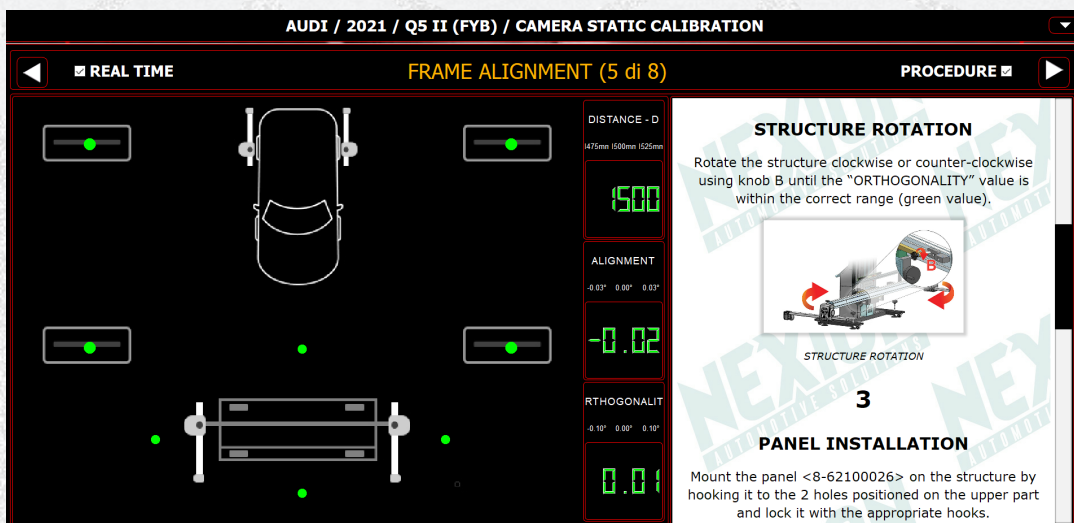 AUDI / 2021 / Q5 II (FYB) / CAMERA STATIC CALIBRATION
REAL TIME
FRAME ALIGNMENT (5 di 8)
PROCEDURE
DISTANCE - D
1475mm 1500mm 1525mm
1500
ALIGNMENT
-0.03° 0.00° 0.03°
-0.02
RTHOGONALIT
-0.10° 0.00° 0.10°
0.01
STRUCTURE ROTATION
Rotate the structure clockwise or counter-clockwise
using knob B until the “ORTHOGONALITY” value is
within the correct range (green value).
B
STRUCTURE ROTATION
3
PANEL INSTALLATION
Mount the panel <8-62100026> on the structure by
hooking it to the 2 holes positioned on the upper part
and lock it with the appropriate hooks.
NEXION
AUTOMOTIVE SOLUTIONS